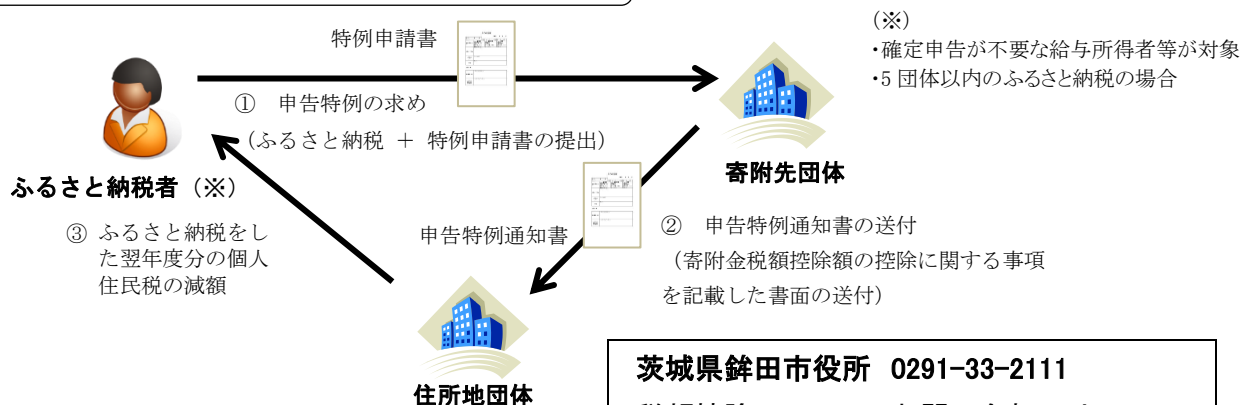 特例申請書
① 申告特例の求め
（ふるさと納税 ＋ 特例申請書の提出）
ふるさと納税者（※）
（※）
・確定申告が不要な給与所得者等が対象
・5 団体以内のふるさと納税の場合
寄附先団体
申告特例通知書
② 申告特例通知書の送付
（寄附金税額控除額の控除に関する事項
を記載した書面の送付）
③ ふるさと納税をし
た翌年度分の個人
住民税の減額
住所地団体
茨城県鉾田市役所 0291-33-2111